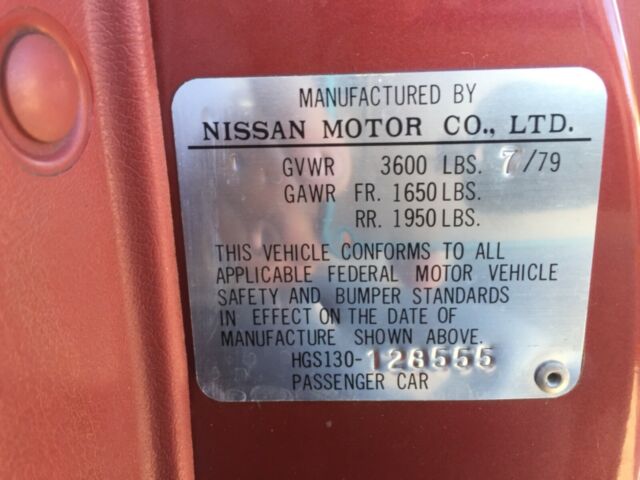 MANUFACTURED BY
NISSAN MOTOR CO., LTD.
GVWR 3600 LBS. 7/79
GAWR FR. 1650 LBS.
RR. 1950 LBS.
THIS VEHICLE CONFORMS TO ALL
APPLICABLE FEDERAL MOTOR VEHICLE
SAFETY AND BUMPER STANDARDS
IN EFFECT ON THE DATE OF
MANUFACTURE SHOWN ABOVE.
HGS130-128555
PASSENGER CAR